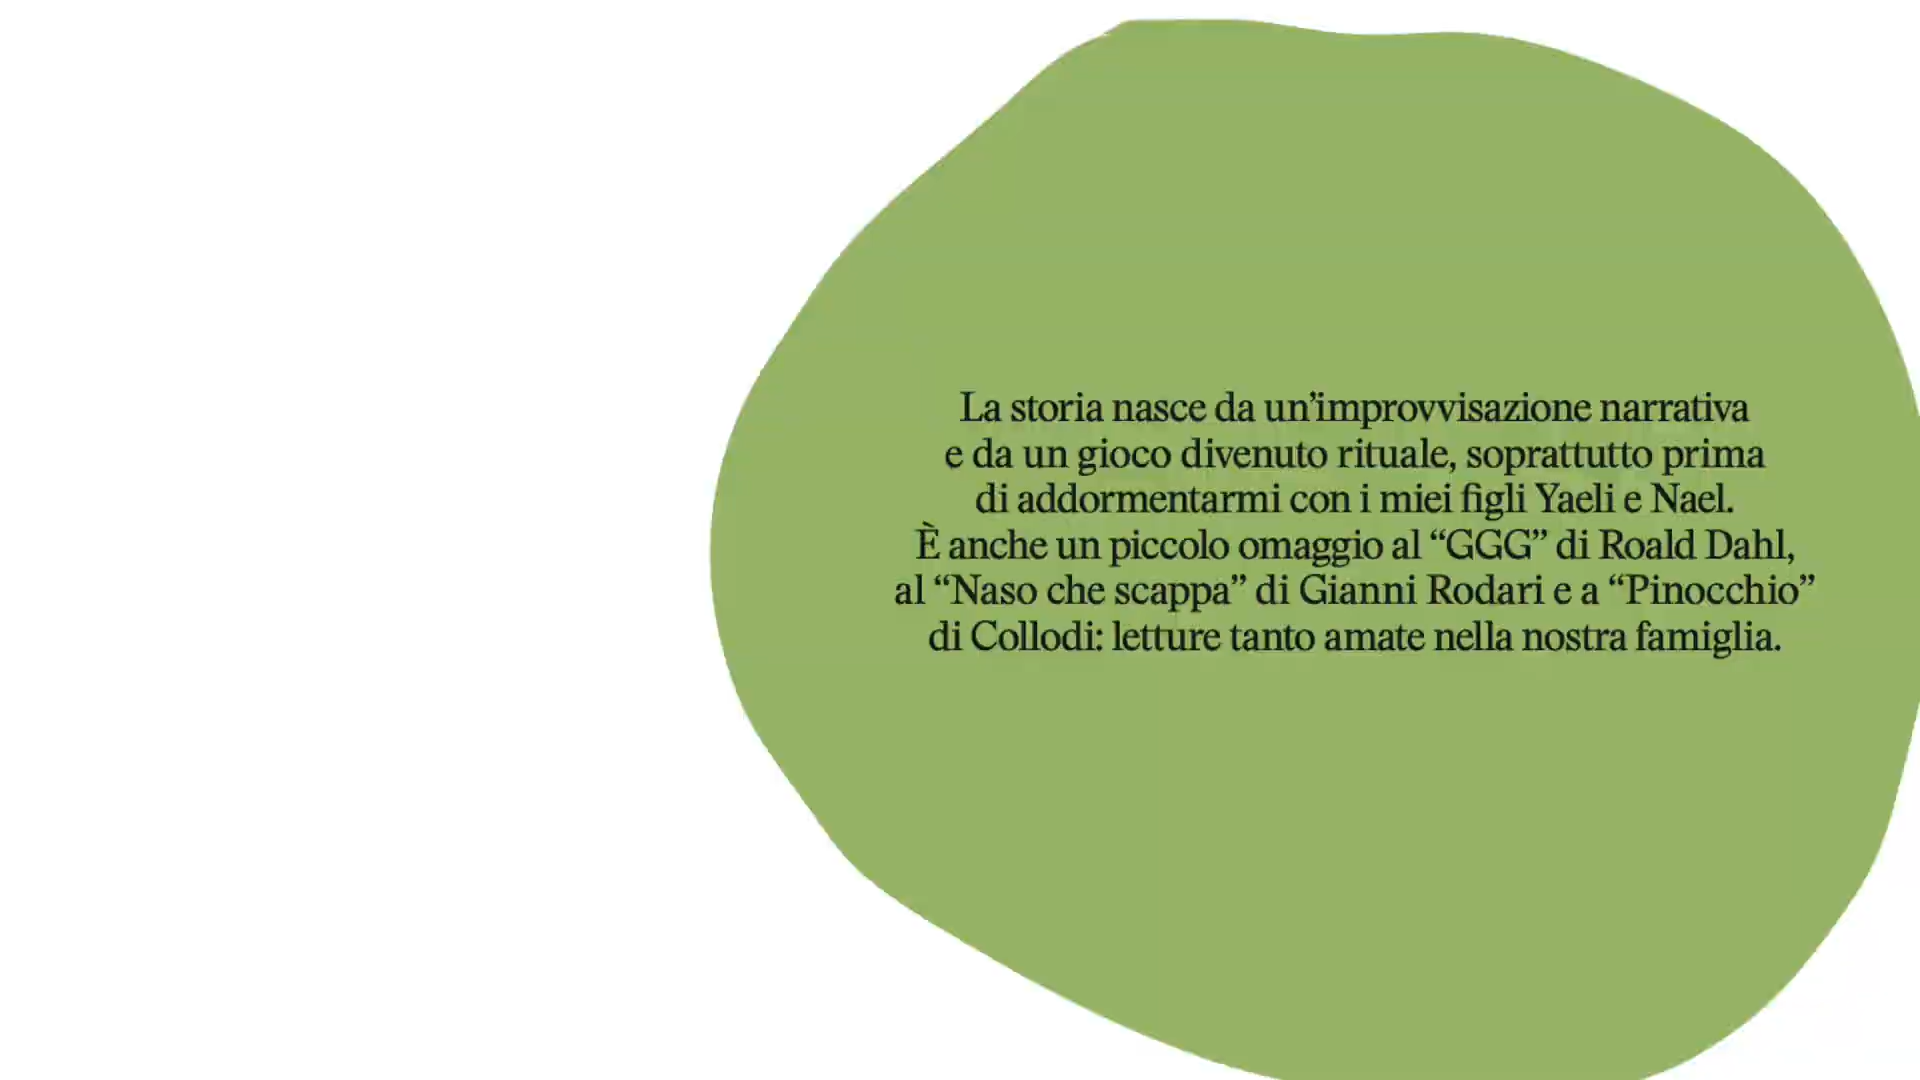 La storia nasce da un’improvvisazione narrativa
e da un gioco divenuto rituale, soprattutto prima
di addormentarmi con i miei figli Yaeli e Nael.
È anche un piccolo omaggio al “GGG” di Roald Dahl,
al “Naso che scappa” di Gianni Rodari e a “Pinocchio”
di Collodi: letture tanto amate nella nostra famiglia.